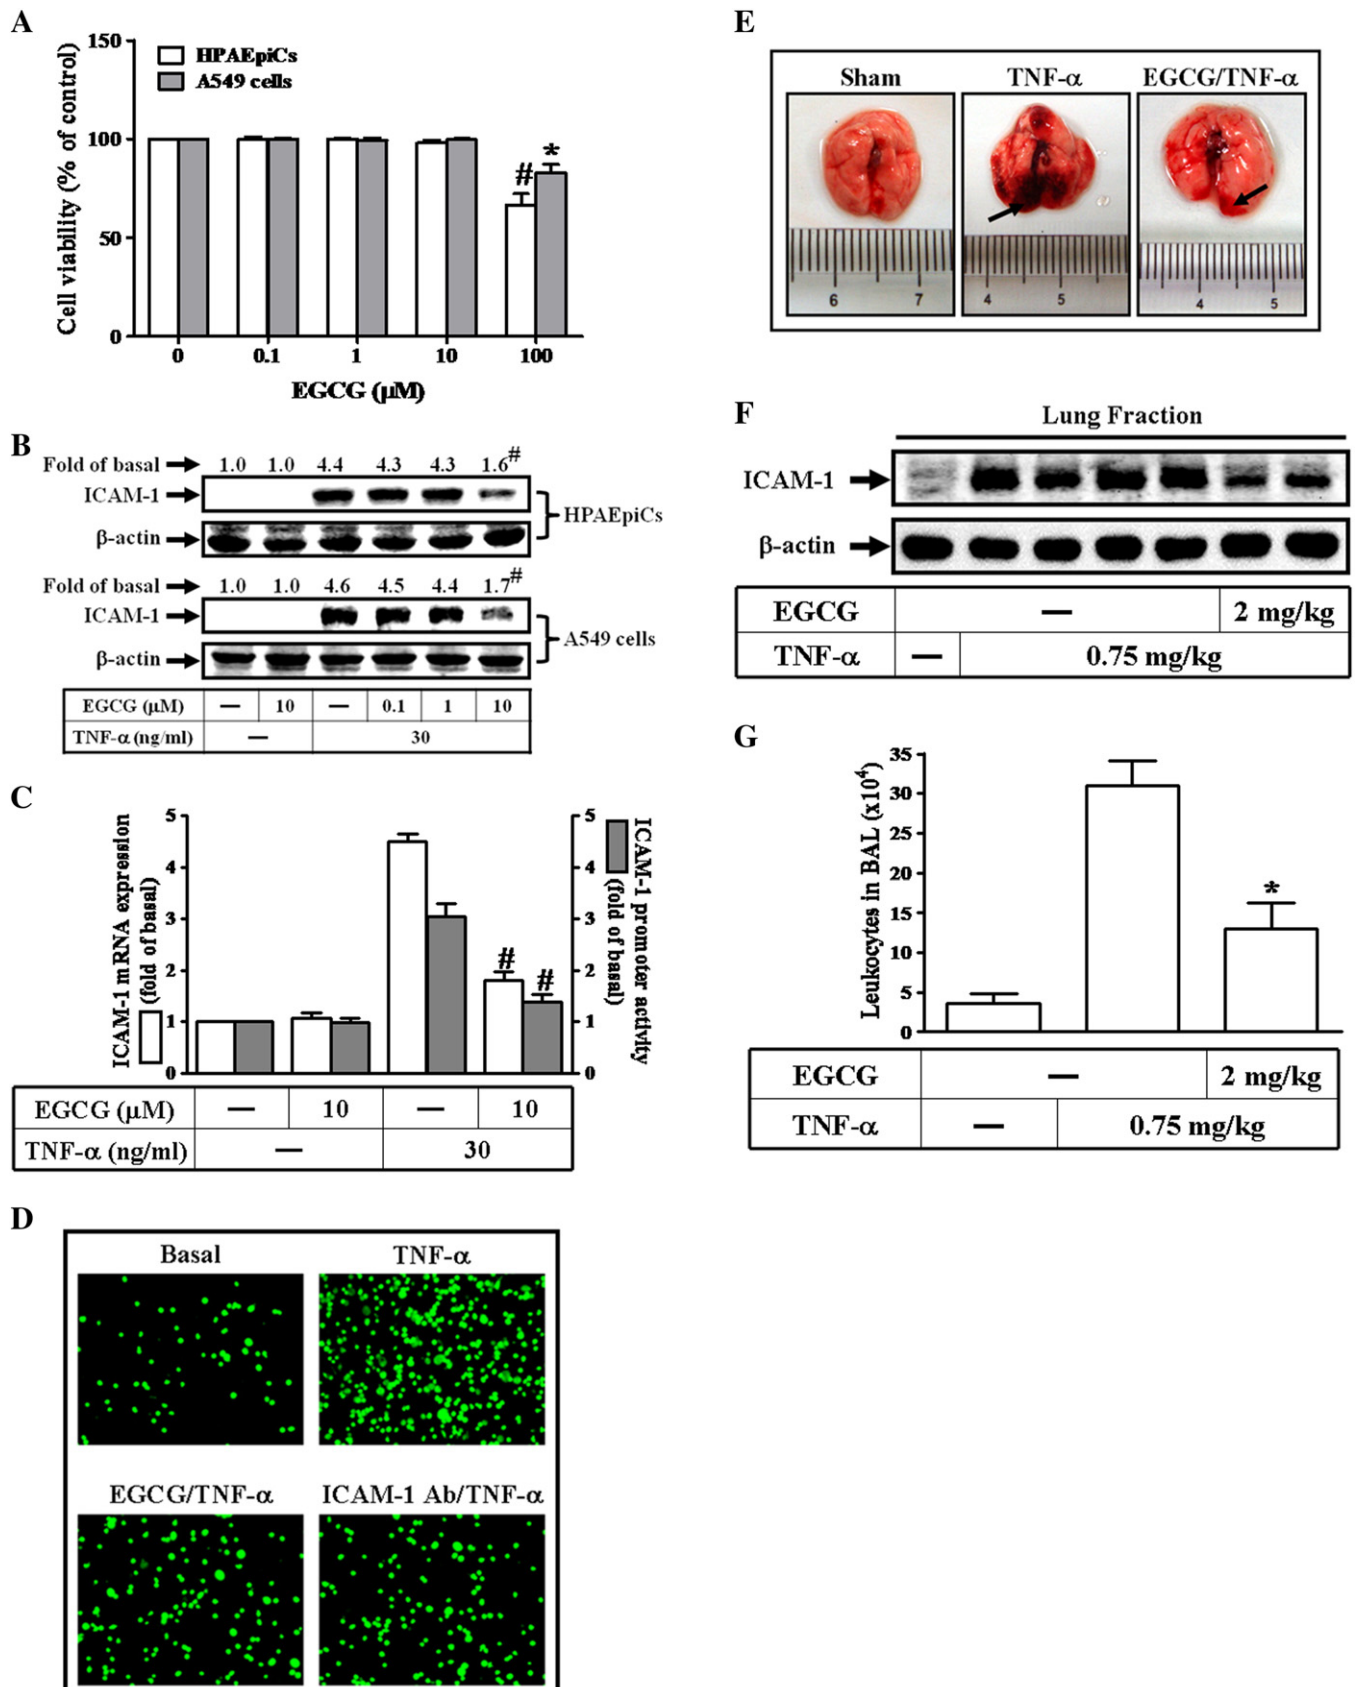 A
150
100
50
0
Cell viability (% of control)
HPAEpiCs
A549 cells
#
*
0 0.1 1 10 100
EGCG (μM)
B
Fold of basal 1.0 1.0 4.4 4.3 4.3 1.6#
ICAM-1
β-actin
HPAEpiCs
Fold of basal 1.0 1.0 4.6 4.5 4.4 1.7#
ICAM-1
β-actin
A549 cells
EGCG (μM) — 10 — 0.1 1 10
TNF-α (ng/ml) — 30
C
ICAM-1 mRNA expression
(fold of basal)
5
4
3
2
1
0
# #
5
4
3
2
1
0
ICAM-1 promoter activity
(fold of basal)
EGCG (μM) — 10 — 10
TNF-α (ng/ml) — 30
D
Basal TNF-α
EGCG/TNF-α ICAM-1 Ab/TNF-α
E
Sham TNF-α EGCG/TNF-α
6 7 4 5 4 5
F
Lung Fraction
ICAM-1
β-actin
EGCG — 2 mg/kg
TNF-α — 0.75 mg/kg
G
Leukocytes in BAL (x10⁴)
35
30
25
20
15
10
5
0
*
EGCG — 2 mg/kg
TNF-α — 0.75 mg/kg